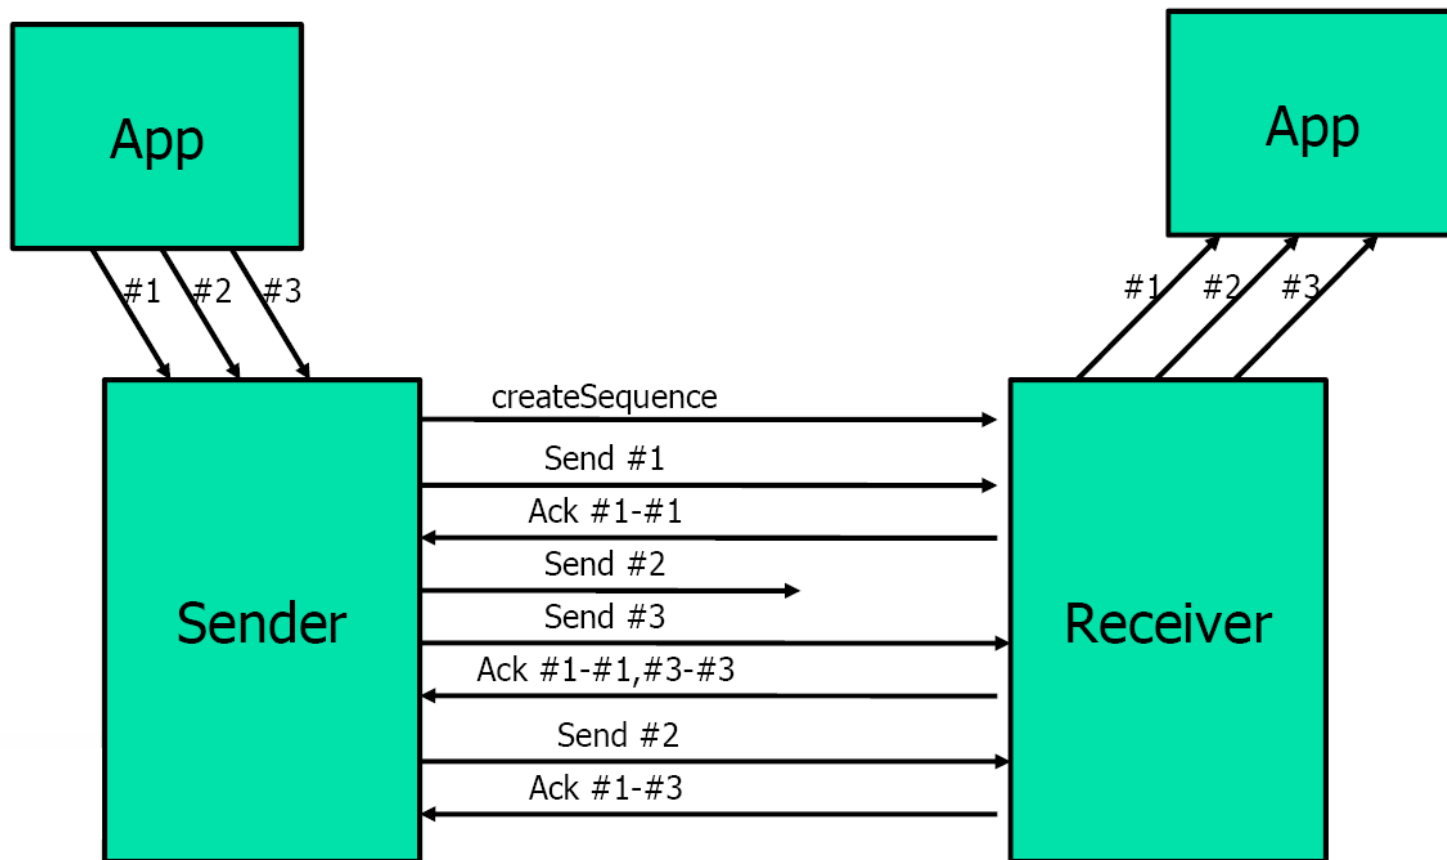 App
App
#1
#2
#3
#1
#2
#3
createSequence
Send #1
Ack #1-#1
Send #2
Send #3
Ack #1-#1,#3-#3
Send #2
Ack #1-#3
Sender
Receiver